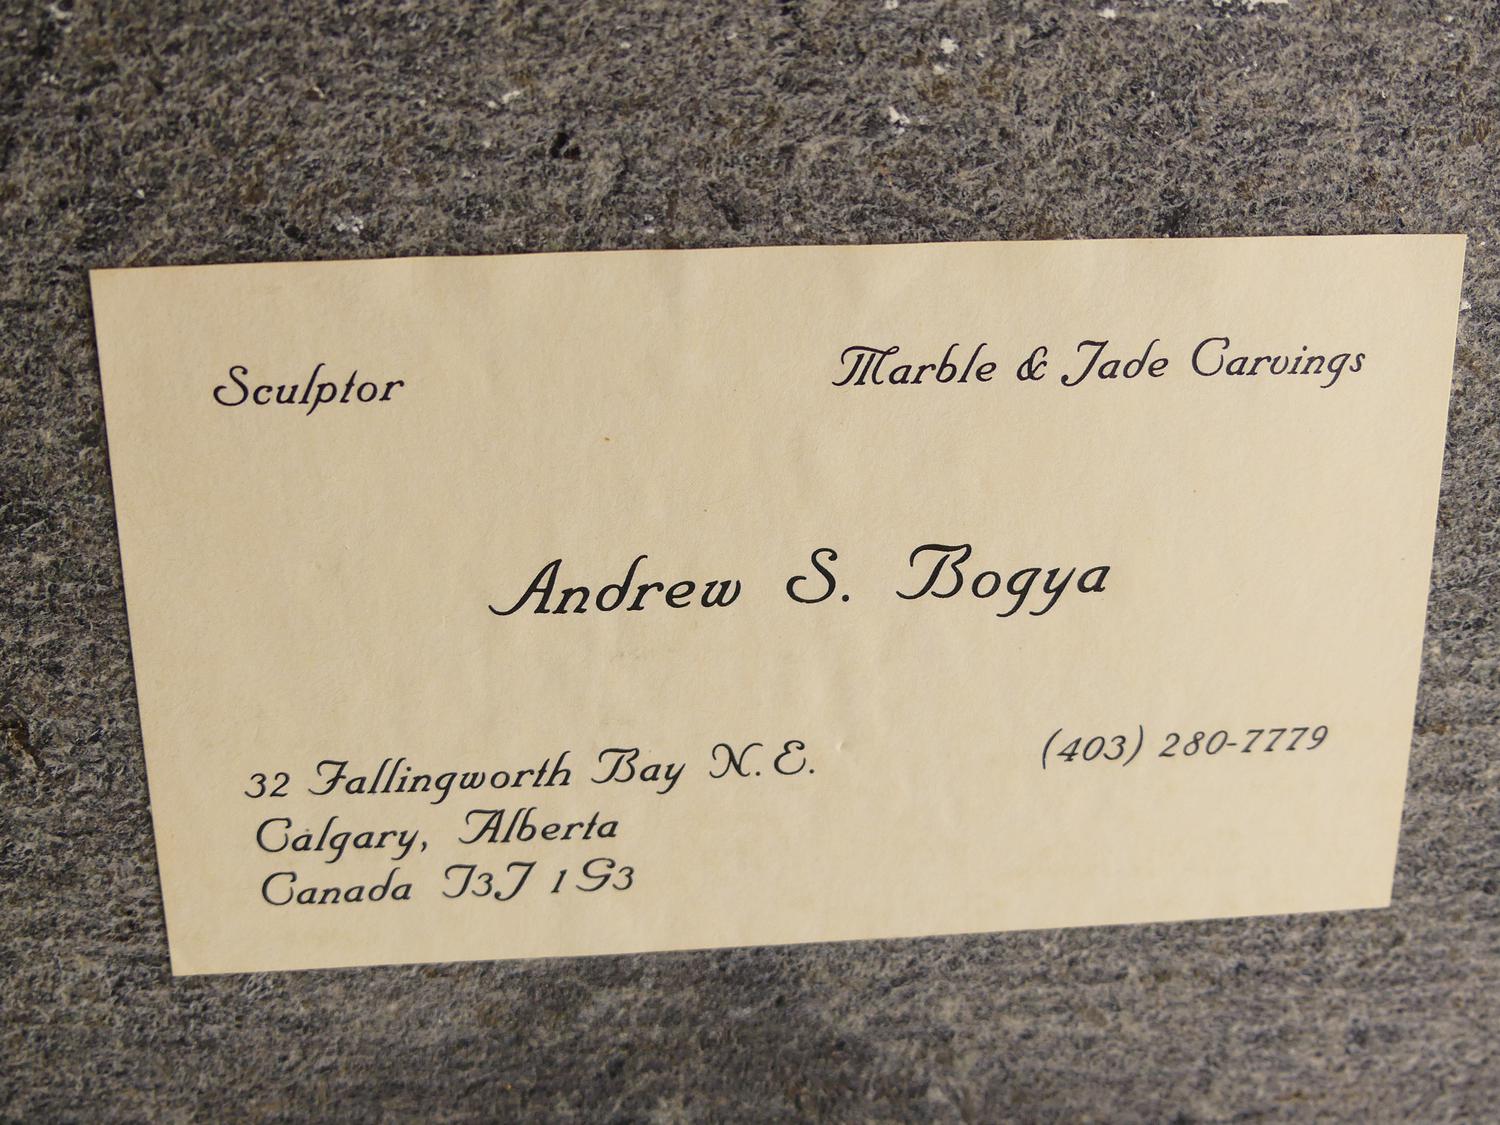 Sculptor
Marble & Jade Carvings
Andrew S. Bogya
32 Fallingworth Bay N.E.
(403) 280-7779
Calgary, Alberta
Canada T3J 1G3